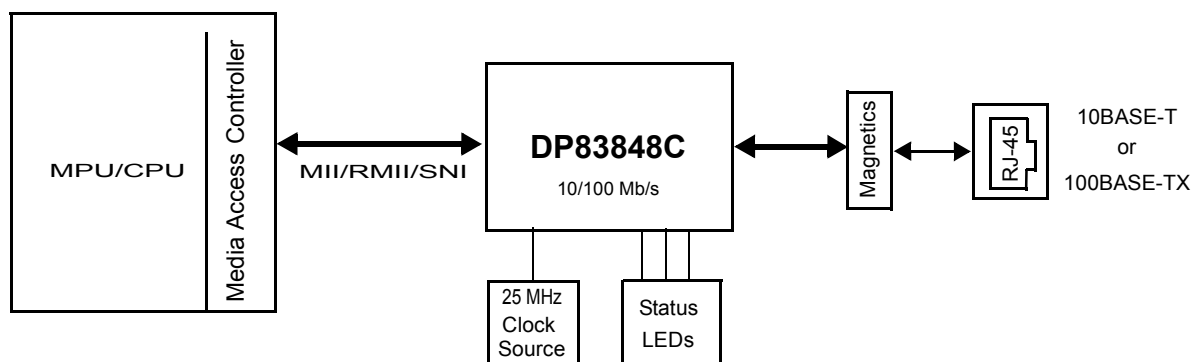 MPU/CPU
Media Access Controller
MII/RMII/SNI
DP83848C
10/100 Mb/s
25 MHz
Clock
Source
Status
LEDs
Magnetics
RJ-45
10BASE-T
or
100BASE-TX